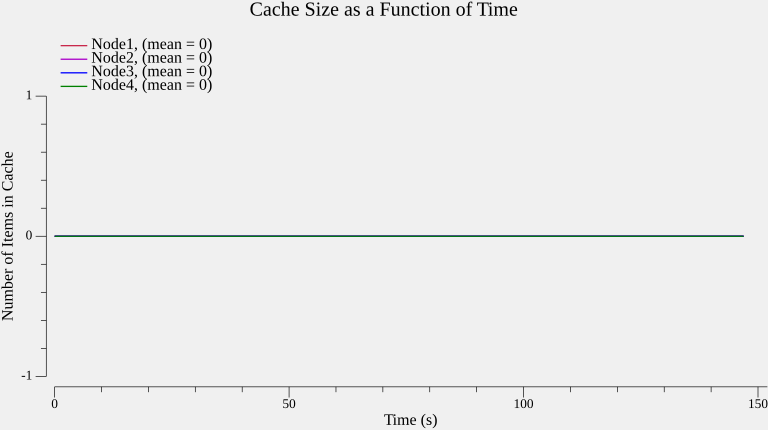 Cache Size as a Function of Time
Node1, (mean = 0)
Node2, (mean = 0)
Node3, (mean = 0)
Node4, (mean = 0)
Number of Items in Cache
1
0
-1
0 50 100 150
Time (s)